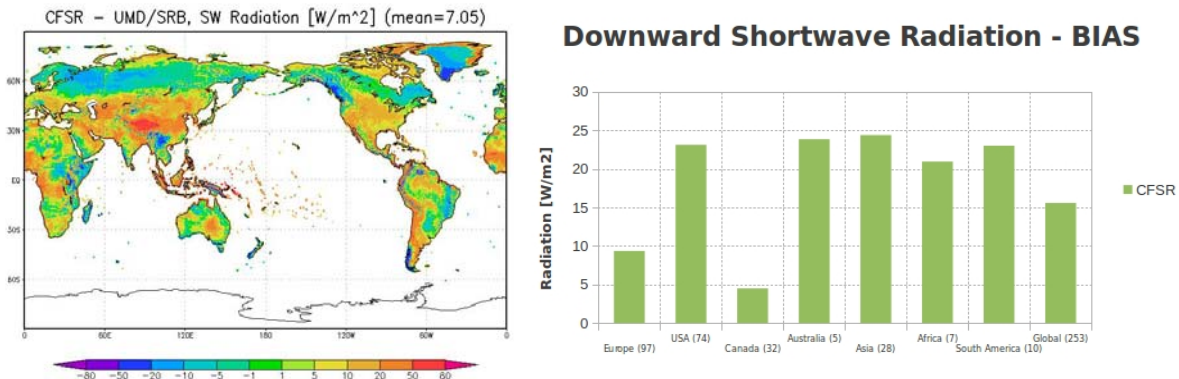 CFSR – UMD/SRB, SW Radiation [W/m^2] (mean=7.05)
60N
30N
EQ
30S
60S
0 60E 120E 180 120W 60W 0
-80 -50 -20 -10 -5 -1 1 5 10 20 50 80
Downward Shortwave Radiation - BIAS
Radiation [W/m2]
30
25
20
15
10
5
0
Europe (97) USA (74) Canada (32) Australia (5) Asia (28) Africa (7) South America (10) Global (253)
CFSR